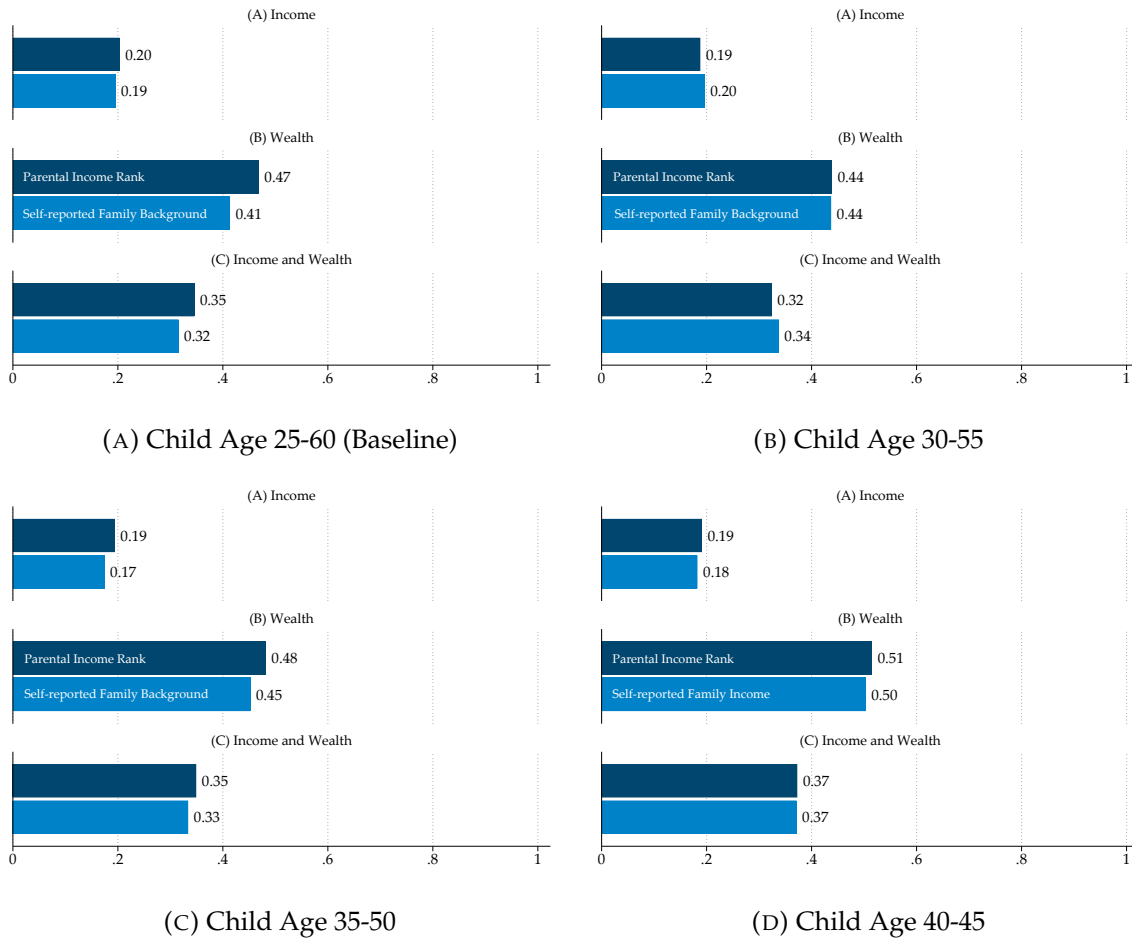 (A) Income
0.20
0.19
(B) Wealth
Parental Income Rank
0.47
Self-reported Family Background
0.41
(C) Income and Wealth
0.35
0.32
0 .2 .4 .6 .8 1
(A) Child Age 25-60 (Baseline)
(A) Income
0.19
0.20
(B) Wealth
Parental Income Rank
0.44
Self-reported Family Background
0.44
(C) Income and Wealth
0.32
0.34
0 .2 .4 .6 .8 1
(B) Child Age 30-55
(A) Income
0.19
0.17
(B) Wealth
Parental Income Rank
0.48
Self-reported Family Background
0.45
(C) Income and Wealth
0.35
0.33
0 .2 .4 .6 .8 1
(C) Child Age 35-50
(A) Income
0.19
0.18
(B) Wealth
Parental Income Rank
0.51
Self-reported Family Income
0.50
(C) Income and Wealth
0.37
0.37
0 .2 .4 .6 .8 1
(D) Child Age 40-45